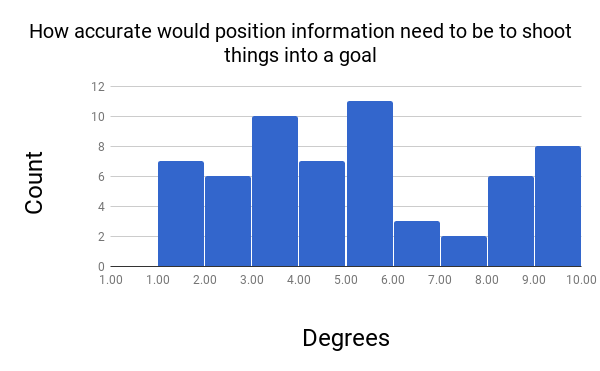 How accurate would position information need to be to shoot
things into a goal
12
10
8
6
4
2
0
1.00 1.00 2.00 3.00 4.00 5.00 6.00 7.00 8.00 9.00 10.00
Count
Degrees